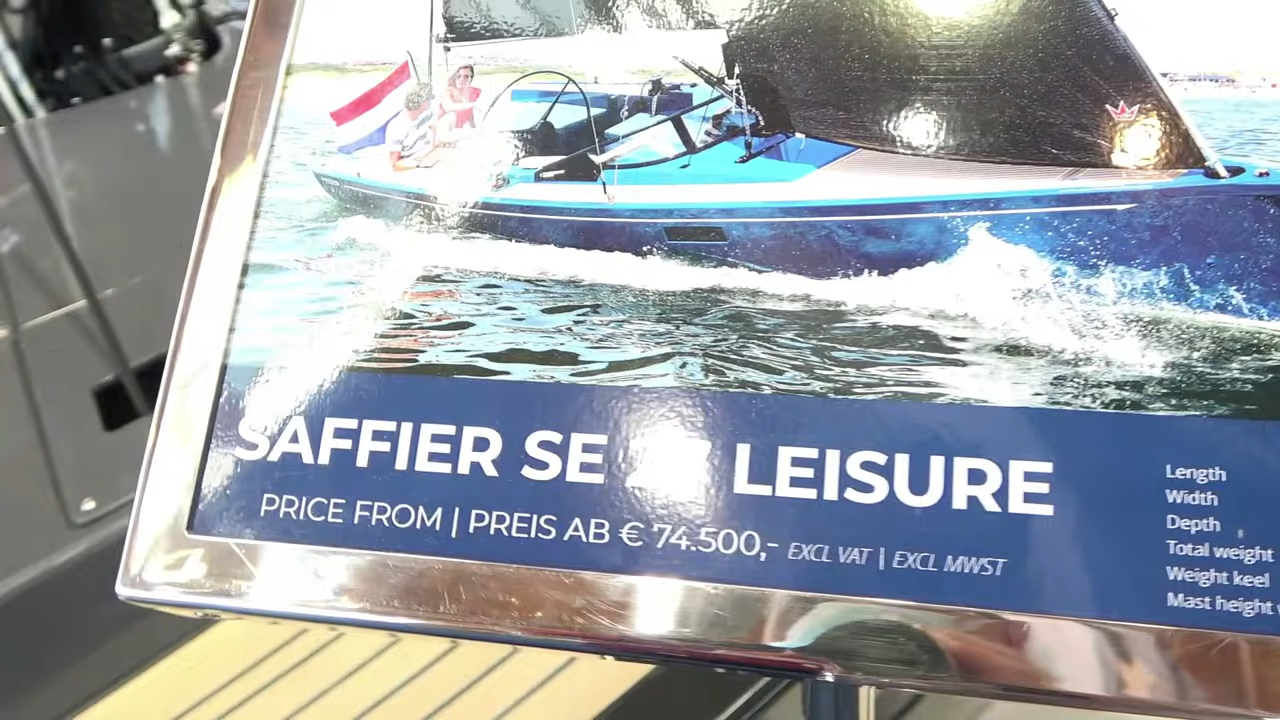 SAFFIER SE LEISURE
PRICE FROM | PREIS AB € 74.500,- EXCL VAT | EXCL MWST
Length
Width
Depth
Total weight
Weight keel
Mast height